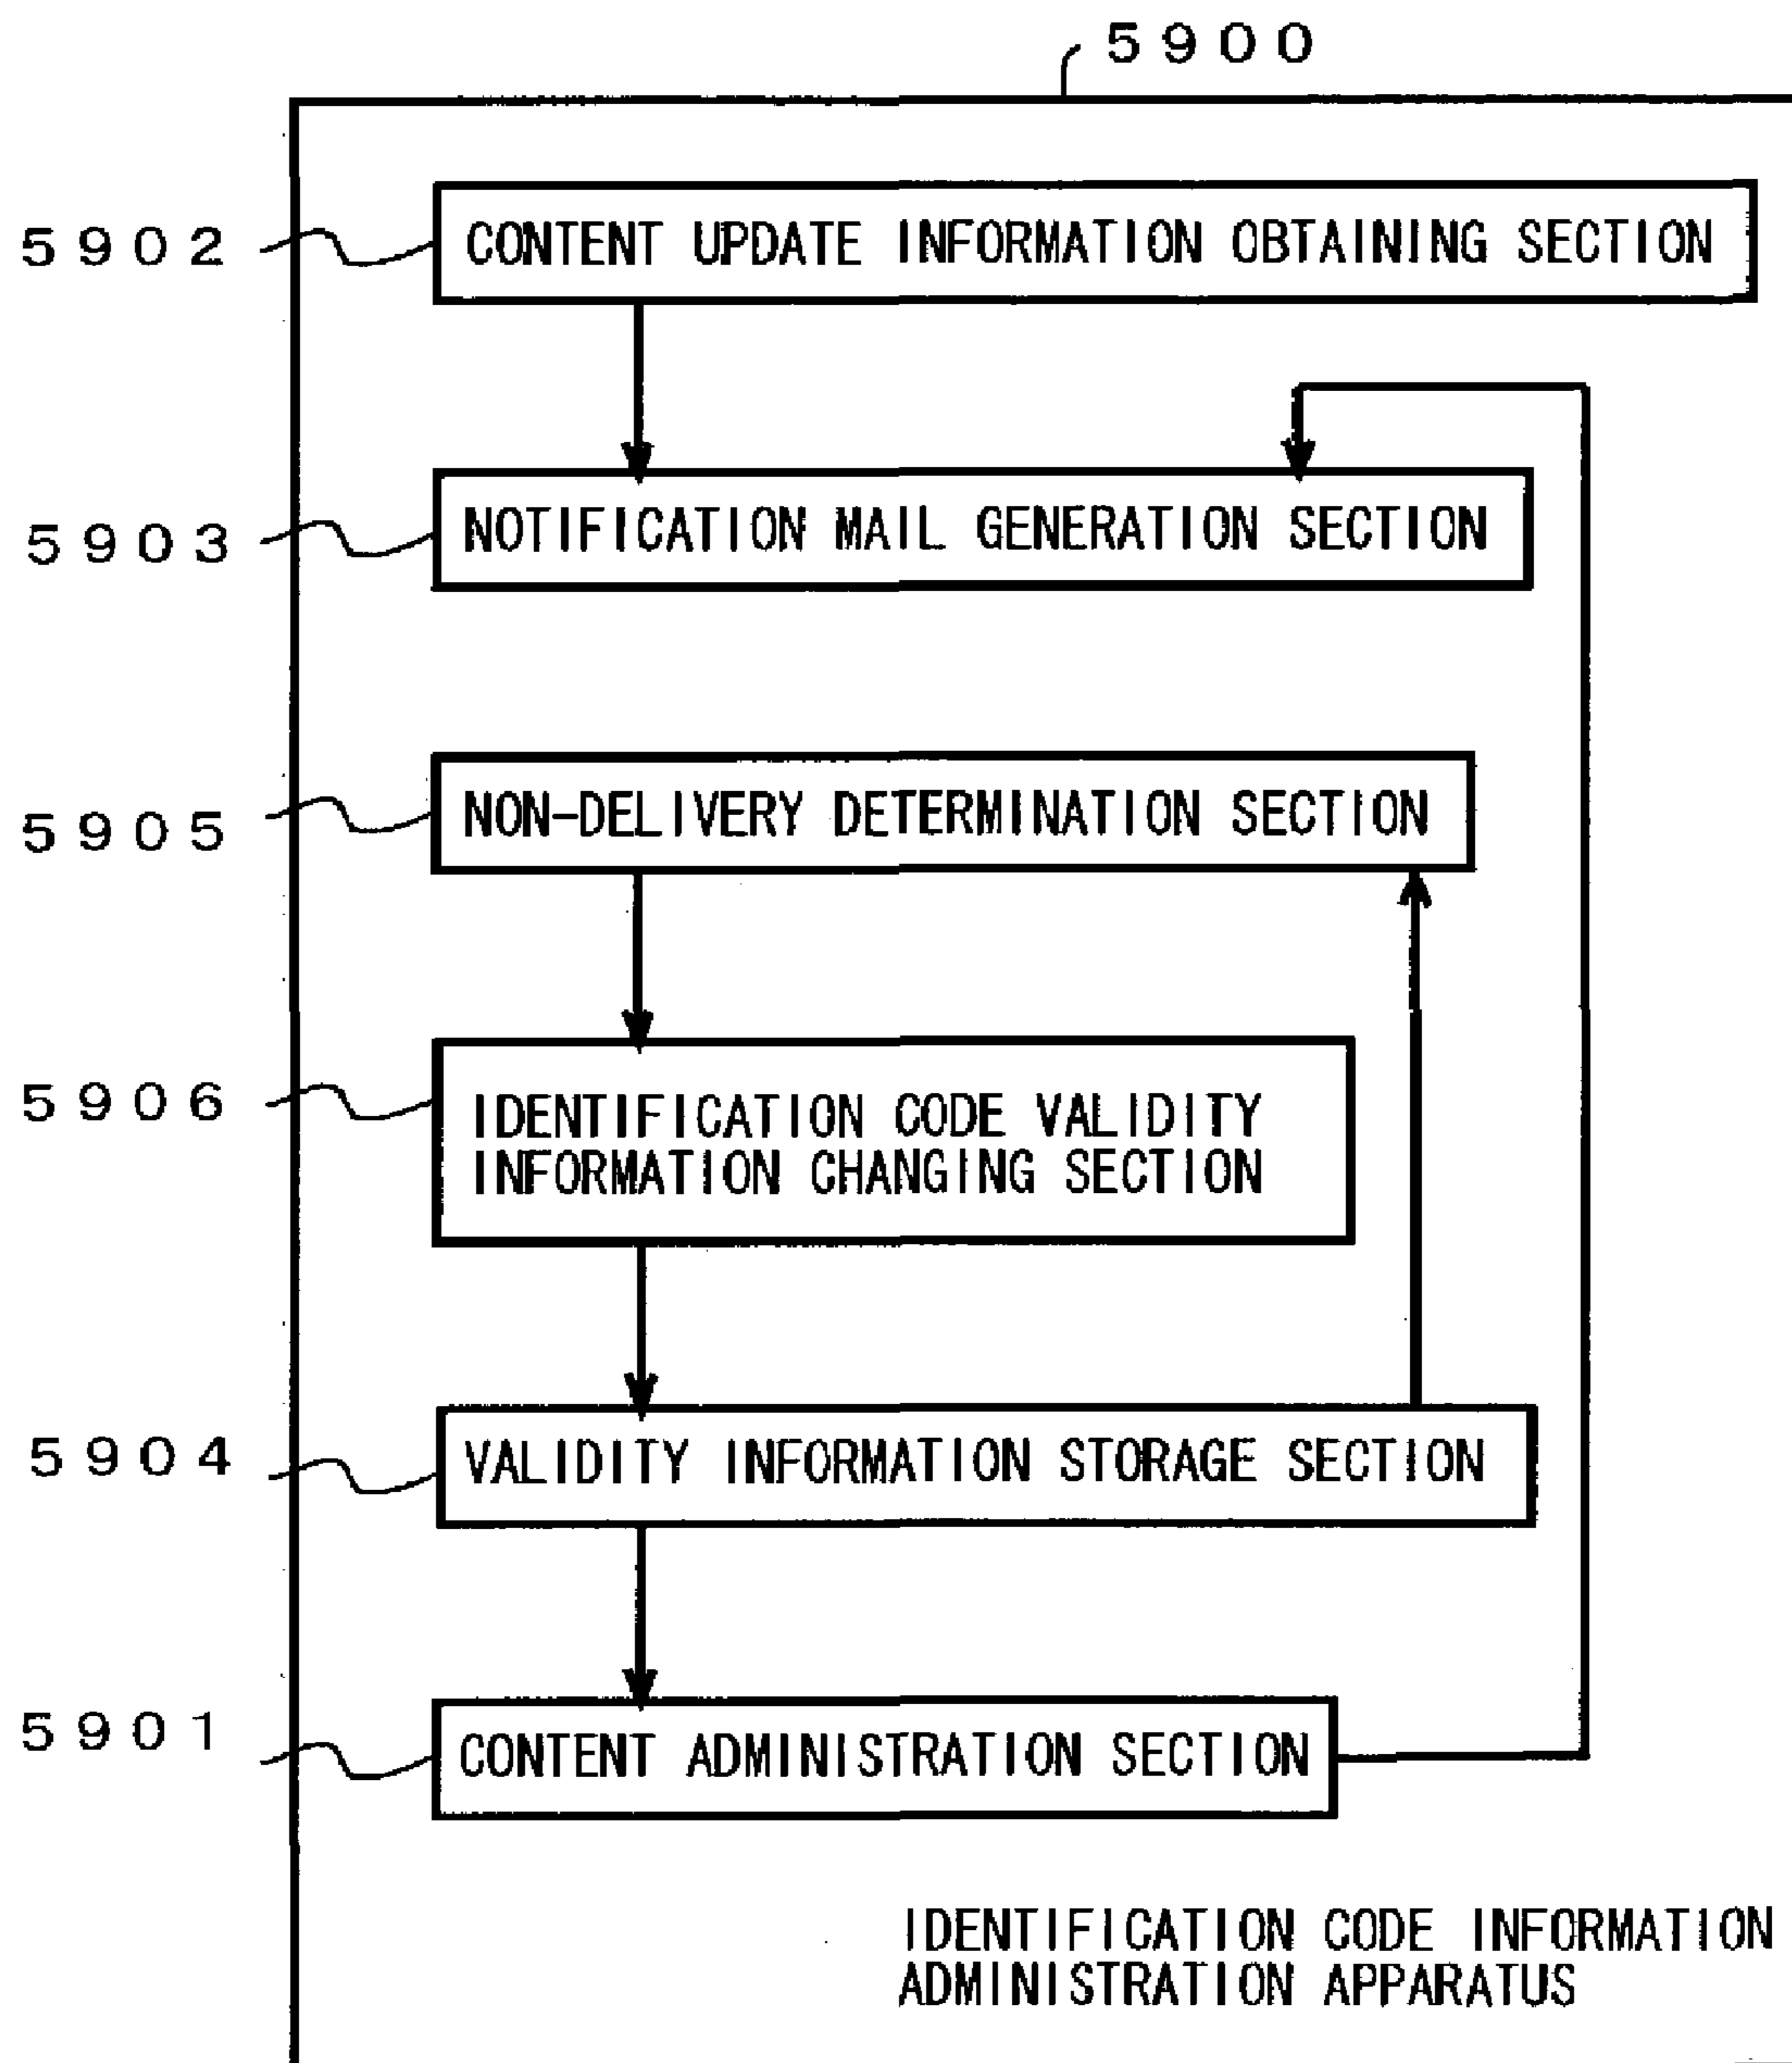 5900
5902
CONTENT UPDATE INFORMATION OBTAINING SECTION
5903
NOTIFICATION MAIL GENERATION SECTION
5905
NON-DELIVERY DETERMINATION SECTION
5906
IDENTIFICATION CODE VALIDITY
INFORMATION CHANGING SECTION
5904
VALIDITY INFORMATION STORAGE SECTION
5901
CONTENT ADMINISTRATION SECTION
IDENTIFICATION CODE INFORMATION
ADMINISTRATION APPARATUS